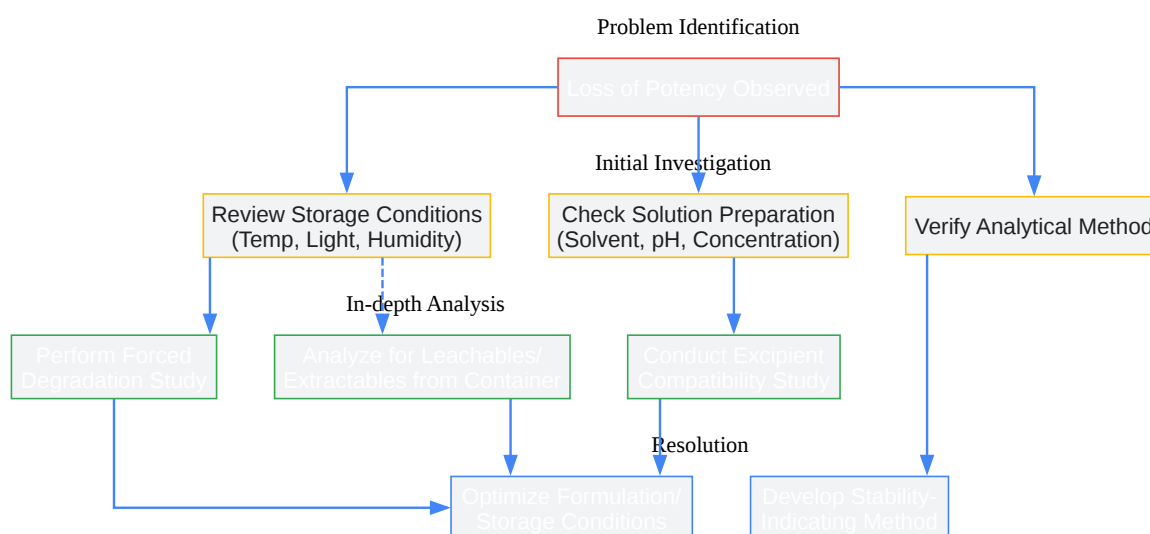 Problem Identification
Loss of Potency Observed
Initial Investigation
Review Storage Conditions
(Temp, Light, Humidity)
Check Solution Preparation
(Solvent, pH, Concentration)
Verify Analytical Method
In-depth Analysis
Perform Forced
Degradation Study
Analyze for Leachables/
Extractables from Container
Conduct Excipient
Compatibility Study
Resolution
Optimize Formulation/
Storage Conditions
Develop Stability-
Indicating Method